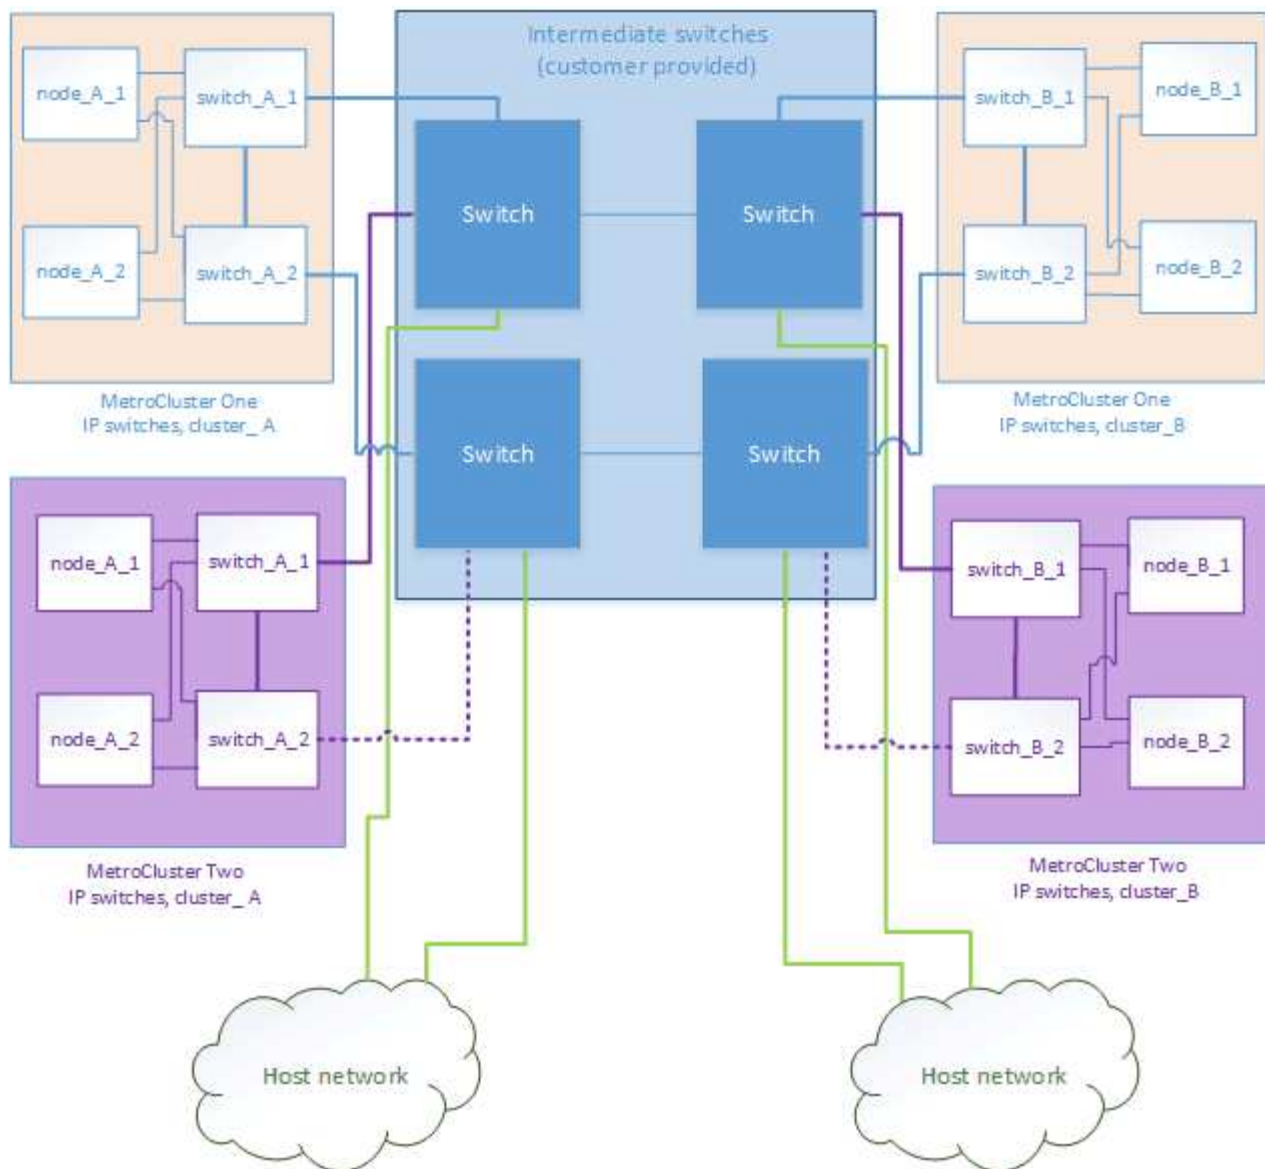 Intermediate switches
(customer provided)
node_A_1
switch_A_1
node_A_2
switch_A_2
MetroCluster One
IP switches, cluster_ A
Switch
Switch
Switch
Switch
switch_B_1
node_B_1
switch_B_2
node_B_2
MetroCluster One
IP switches, cluster_B
node_A_1
switch_A_1
node_A_2
switch_A_2
MetroCluster Two
IP switches, cluster_ A
switch_B_1
node_B_1
switch_B_2
node_B_2
MetroCluster Two
IP switches, cluster_B
Host network
Host network